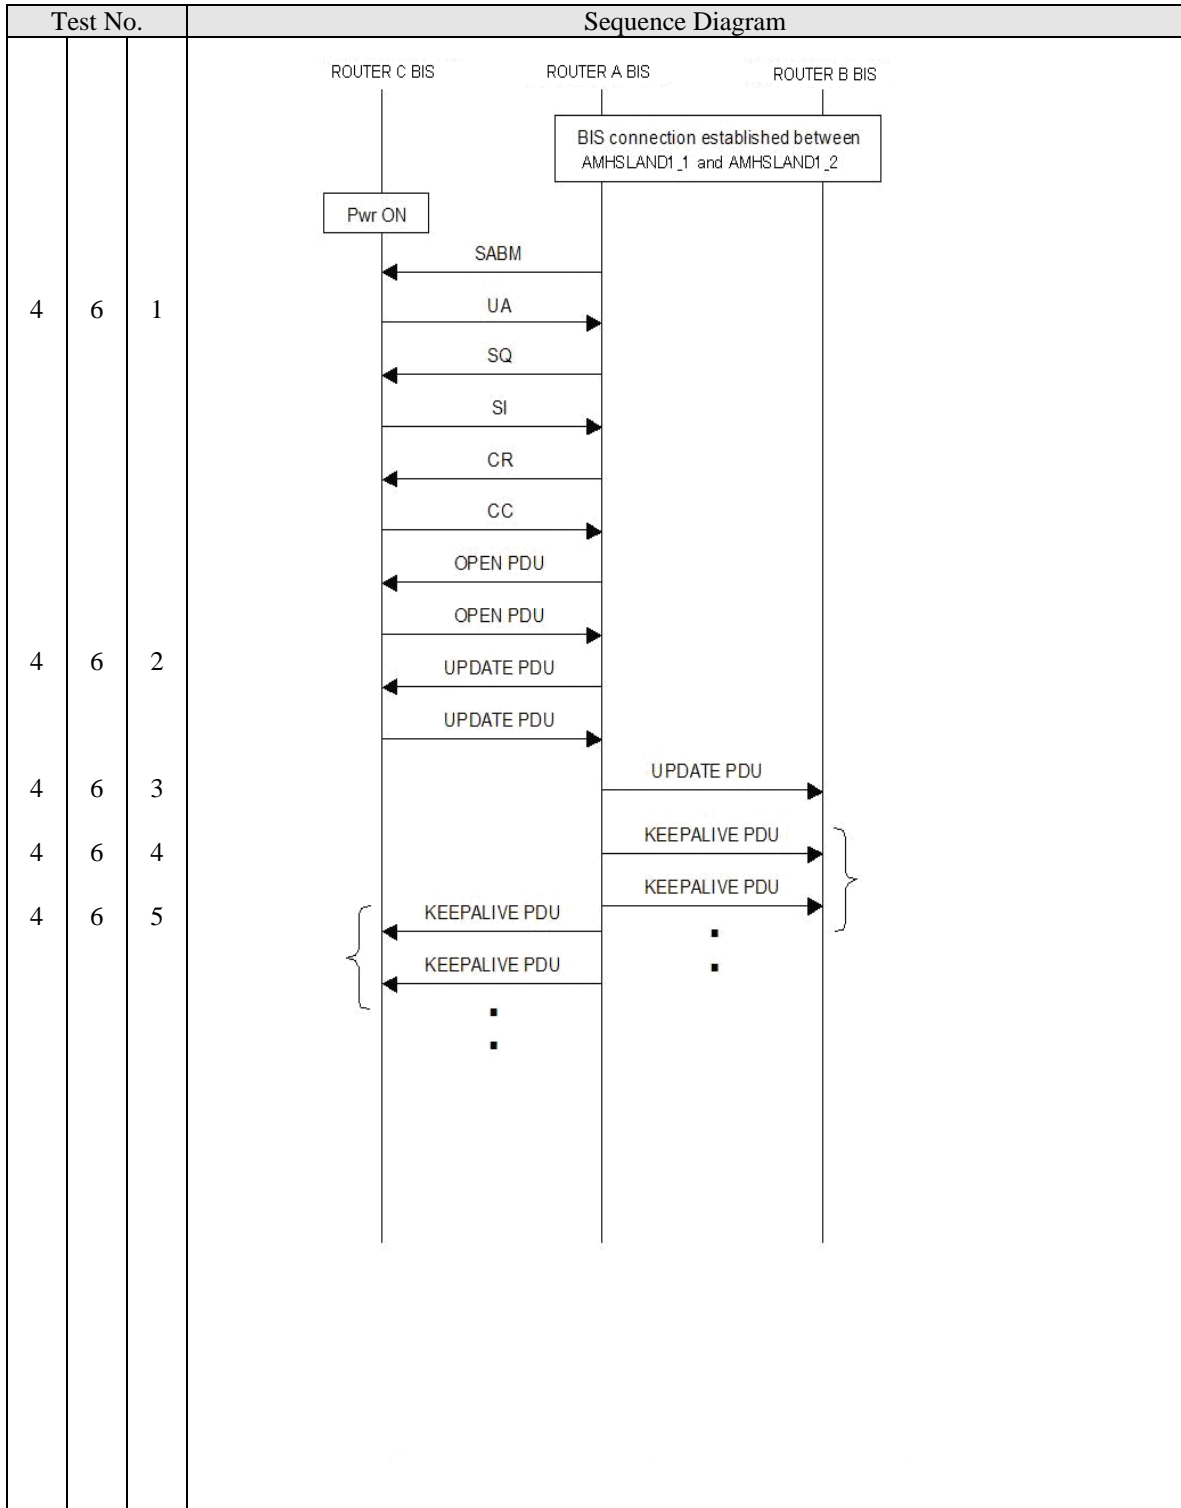 Test No. Sequence Diagram
ROUTER C BIS ROUTER A BIS ROUTER B BIS
BIS connection established between
AMHSLAND1_1 and AMHSLAND1_2
Pwr ON
SABM
4 6 1 UA
SQ
SI
CR
CC
OPEN PDU
OPEN PDU
4 6 2 UPDATE PDU
UPDATE PDU
UPDATE PDU
4 6 3
KEEPALIVE PDU
4 6 4
KEEPALIVE PDU
4 6 5 KEEPALIVE PDU
KEEPALIVE PDU